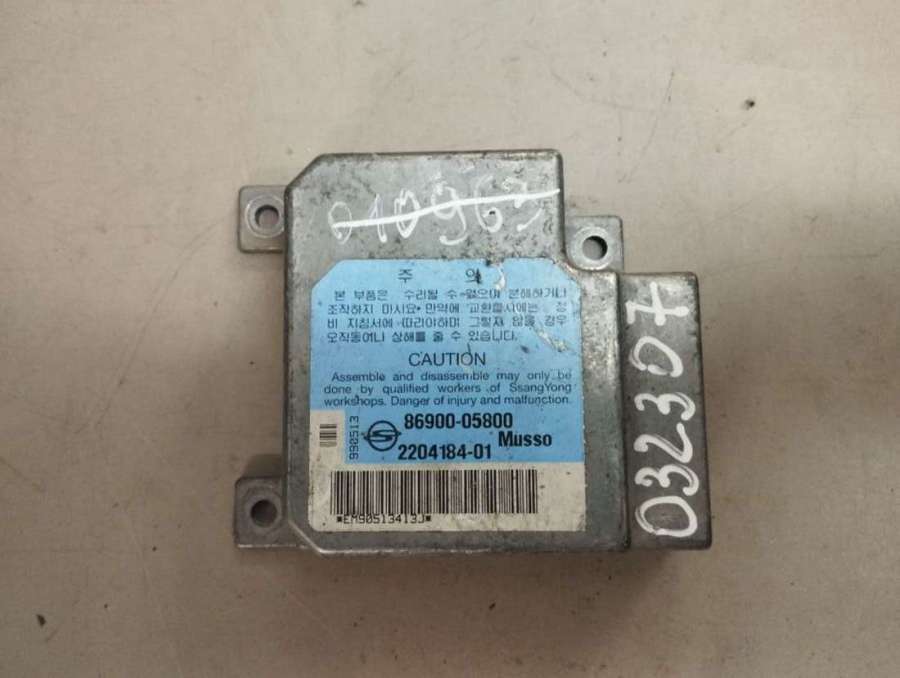 010963
주 의
본 부품은 수리될 수 없으며 분해하거나
조작하지 마시요. 만약에 교환할시에는 정
비 지침서에 따라야하며 그렇지 않을 경우
오작동이나 상해를 줄 수 있습니다.
CAUTION
Assemble and disassemble may only be
done by qualified workers of SsangYong
workshops. Danger of injury and malfunction.
990513
86900-05800
Musso
2204184-01
*EM90513413J*
032307